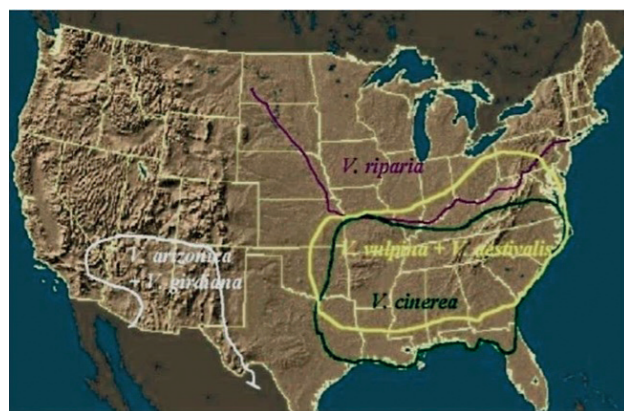 V. riparia
V. vulpina + V. aestivalis
V. arizonica
+ V. girdiana
V. cinerea